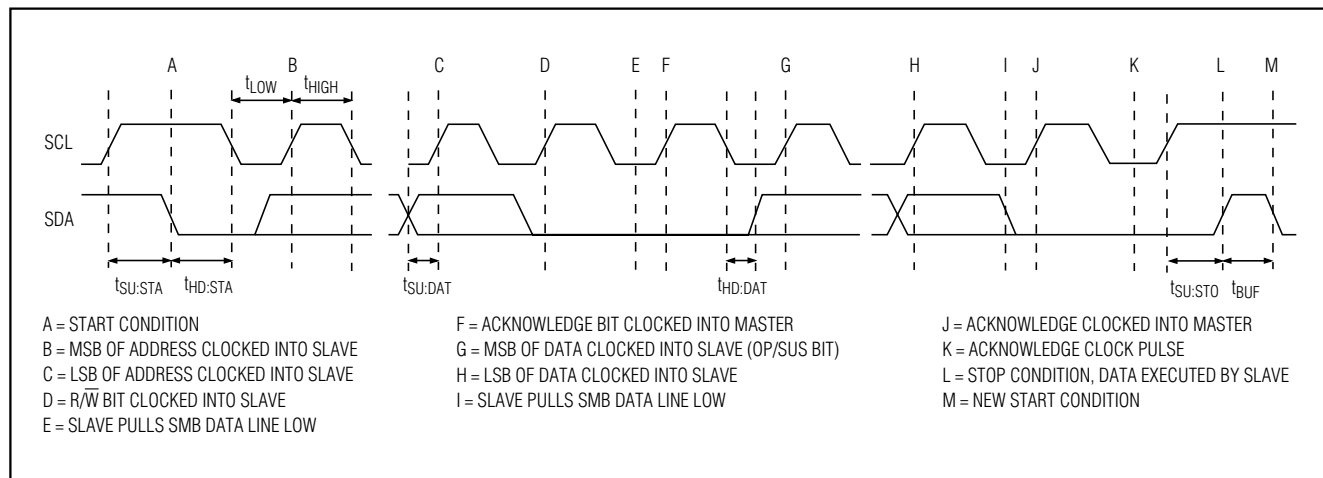 A B C D E F G H I J K L M
tLOW tHIGH
SCL
SDA
tSU:STA tHD:STA tSU:DAT tHD:DAT tSU:STO tBUF
A = START CONDITION
B = MSB OF ADDRESS CLOCKED INTO SLAVE
C = LSB OF ADDRESS CLOCKED INTO SLAVE
D = R/W̅ BIT CLOCKED INTO SLAVE
E = SLAVE PULLS SMB DATA LINE LOW
F = ACKNOWLEDGE BIT CLOCKED INTO MASTER
G = MSB OF DATA CLOCKED INTO SLAVE (OP/SUS BIT)
H = LSB OF DATA CLOCKED INTO SLAVE
I = SLAVE PULLS SMB DATA LINE LOW
J = ACKNOWLEDGE CLOCKED INTO MASTER
K = ACKNOWLEDGE CLOCK PULSE
L = STOP CONDITION, DATA EXECUTED BY SLAVE
M = NEW START CONDITION